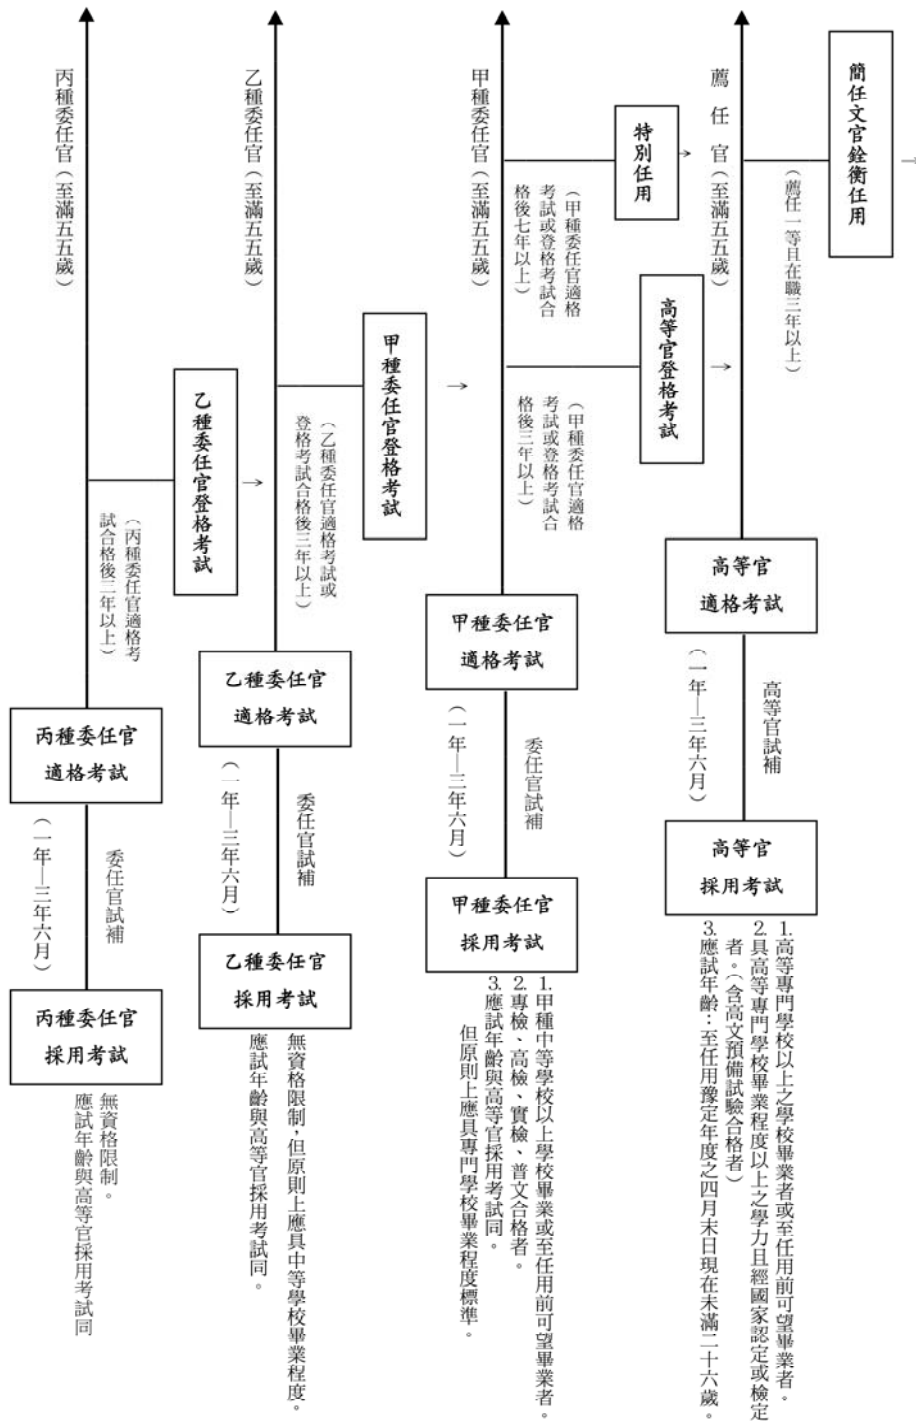 簡任文官銓衡任用
(薦任一等且在職三年以上)
薦任官(至滿五五歲)
高等官
適格考試
高等官試補
(一年—三年六月)
高等官
採用考試
1.高等專門學校以上之學校畢業者或至任用前可望畢業者。
2.具高等專門學校畢業程度以上之學力且經國家認定或檢定
者。(含高文預備試驗合格者)
3.應試年齡：至任用豫定年度之四月末日現在未滿二十六歲。
特別任用
(甲種委任官適格
考試或登格考試合
格後七年以上)
高等官登格考試
(甲種委任官適格
考試或登格考試合
格後三年以上)
甲種委任官(至滿五五歲)
甲種委任官
適格考試
委任官試補
(一年—三年六月)
甲種委任官
採用考試
1.甲種中等學校以上學校畢業或至任用前可望畢業者。
2.專檢、高檢、實檢、普文合格者。
3.應試年齡與高等官採用考試同。
但原則上應具專門學校畢業程度標準。
甲種委任官登格考試
(乙種委任官適格考試或
登格考試合格後三年以上)
乙種委任官(至滿五五歲)
乙種委任官
適格考試
委任官試補
(一年—三年六月)
乙種委任官
採用考試
無資格限制，但原則上應具中等學校畢業程度。
應試年齡與高等官採用考試同。
乙種委任官登格考試
(丙種委任官適格考
試合格後三年以上)
丙種委任官(至滿五五歲)
丙種委任官
適格考試
委任官試補
(一年—三年六月)
丙種委任官
採用考試
無資格限制。
應試年齡與高等官採用考試同